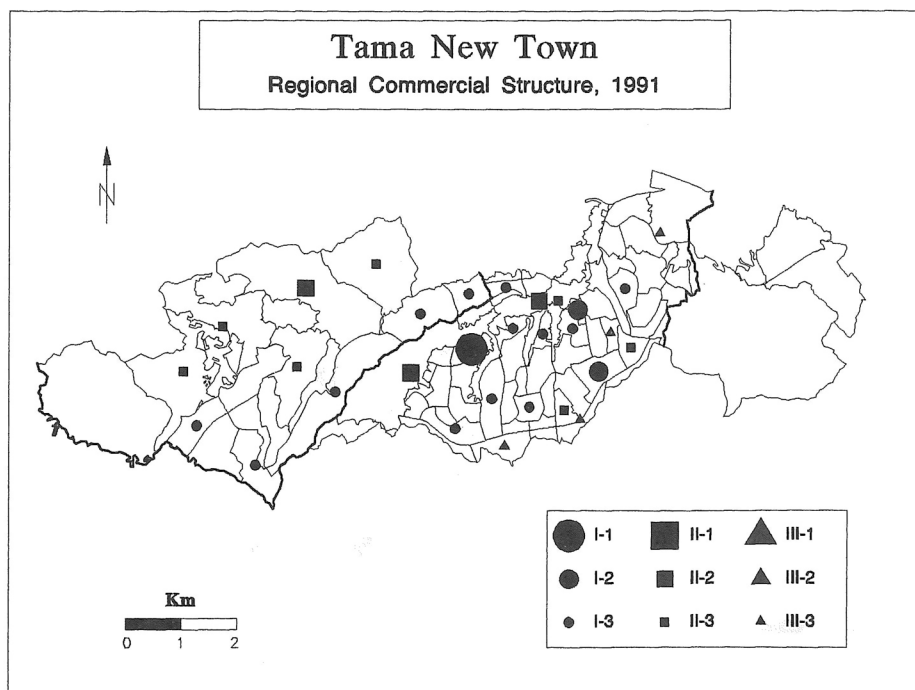 Tama New Town
Regional Commercial Structure, 1991
N
I-1 II-1 III-1
I-2 II-2 III-2
I-3 II-3 III-3
Km
0 1 2